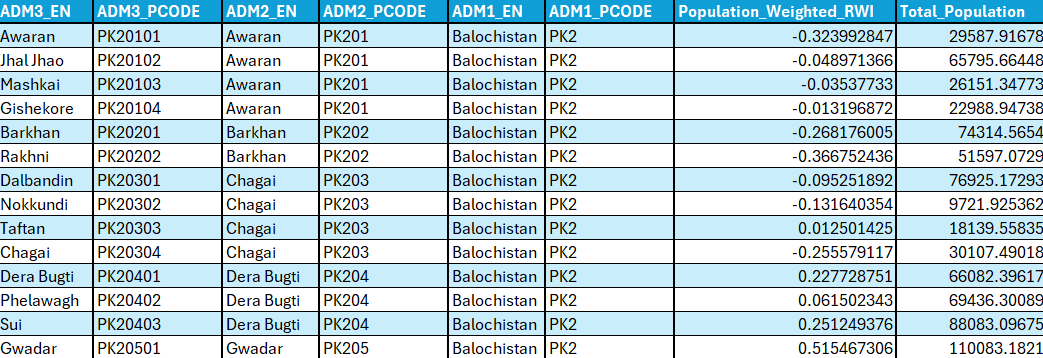 ADM3_EN ADM3_PCODE ADM2_EN ADM2_PCODE ADM1_EN ADM1_PCODE Population_Weighted_RWI Total_Population
Awaran PK20101 Awaran PK201 Balochistan PK2 -0.323992847 29587.91678
Jhal Jhao PK20102 Awaran PK201 Balochistan PK2 -0.048971366 65795.66448
Mashkai PK20103 Awaran PK201 Balochistan PK2 -0.03537733 26151.34773
Gishekore PK20104 Awaran PK201 Balochistan PK2 -0.013196872 22988.94738
Barkhan PK20201 Barkhan PK202 Balochistan PK2 -0.268176005 74314.5654
Rakhni PK20202 Barkhan PK202 Balochistan PK2 -0.366752436 51597.0729
Dalbandin PK20301 Chagai PK203 Balochistan PK2 -0.095251892 76925.17293
Nokkundi PK20302 Chagai PK203 Balochistan PK2 -0.131640354 9721.925362
Taftan PK20303 Chagai PK203 Balochistan PK2 0.012501425 18139.55835
Chagai PK20304 Chagai PK203 Balochistan PK2 -0.255579117 30107.49018
Dera Bugti PK20401 Dera Bugti PK204 Balochistan PK2 0.227728751 66082.39617
Phelawagh PK20402 Dera Bugti PK204 Balochistan PK2 0.061502343 69436.30089
Sui PK20403 Dera Bugti PK204 Balochistan PK2 0.251249376 88083.09675
Gwadar PK20501 Gwadar PK205 Balochistan PK2 0.515467306 110083.1821